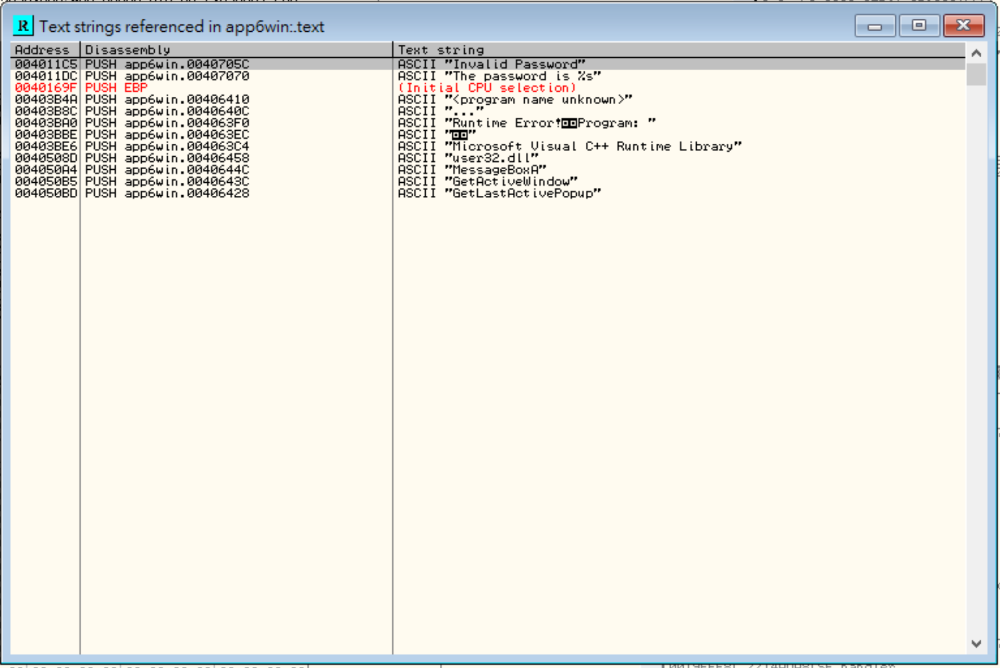 R Text strings referenced in app6win:.text
Address Disassembly Text string
004011C5 PUSH app6win.0040705C ASCII "Invalid Password"
004011DC PUSH app6win.00407070 ASCII "The password is %s"
0040169F PUSH EBP (Initial CPU selection)
00403B4A PUSH app6win.00406410 ASCII "<program name unknown>"
00403B8C PUSH app6win.0040640C ASCII "..."
00403BA0 PUSH app6win.004063F0 ASCII "Runtime Error!◙◙Program: "
00403BBE PUSH app6win.004063EC ASCII "◙◙"
00403BE6 PUSH app6win.004063C4 ASCII "Microsoft Visual C++ Runtime Library"
0040508D PUSH app6win.00406458 ASCII "user32.dll"
004050A4 PUSH app6win.0040644C ASCII "MessageBoxA"
004050B5 PUSH app6win.0040643C ASCII "GetActiveWindow"
004050BD PUSH app6win.00406428 ASCII "GetLastActivePopup"